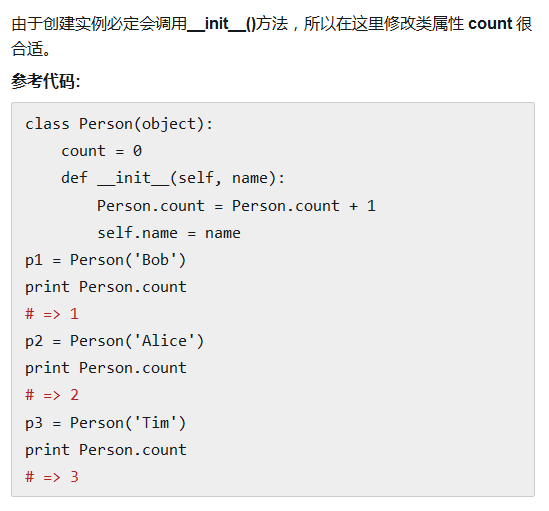 由于创建实例必定会调用__init__()方法，所以在这里修改类属性 count 很
合适。
参考代码:
class Person(object):
    count = 0
    def __init__(self, name):
        Person.count = Person.count + 1
        self.name = name
p1 = Person('Bob')
print Person.count
# => 1
p2 = Person('Alice')
print Person.count
# => 2
p3 = Person('Tim')
print Person.count
# => 3